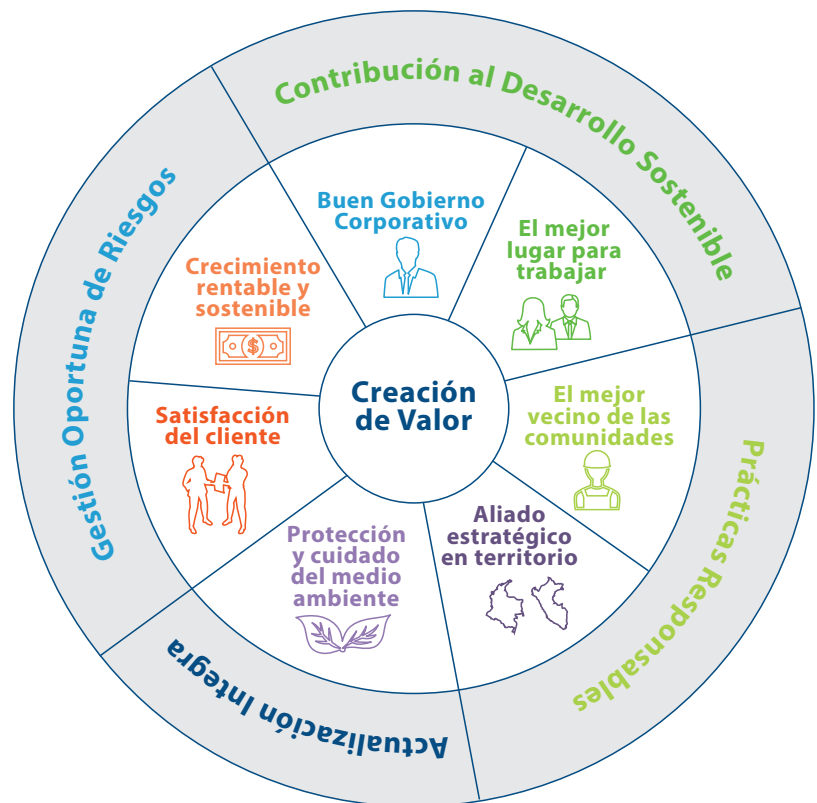 Contribución al Desarrollo Sostenible
Prácticas Responsables
Actualización Integra
Gestión Oportuna de Riesgos
Buen Gobierno
Corporativo
El mejor
lugar para
trabajar
El mejor
vecino de las
comunidades
Aliado
estratégico
en territorio
Protección
y cuidado
del medio
ambiente
Satisfacción
del cliente
Crecimiento
rentable y
sostenible
$
Creación
de Valor